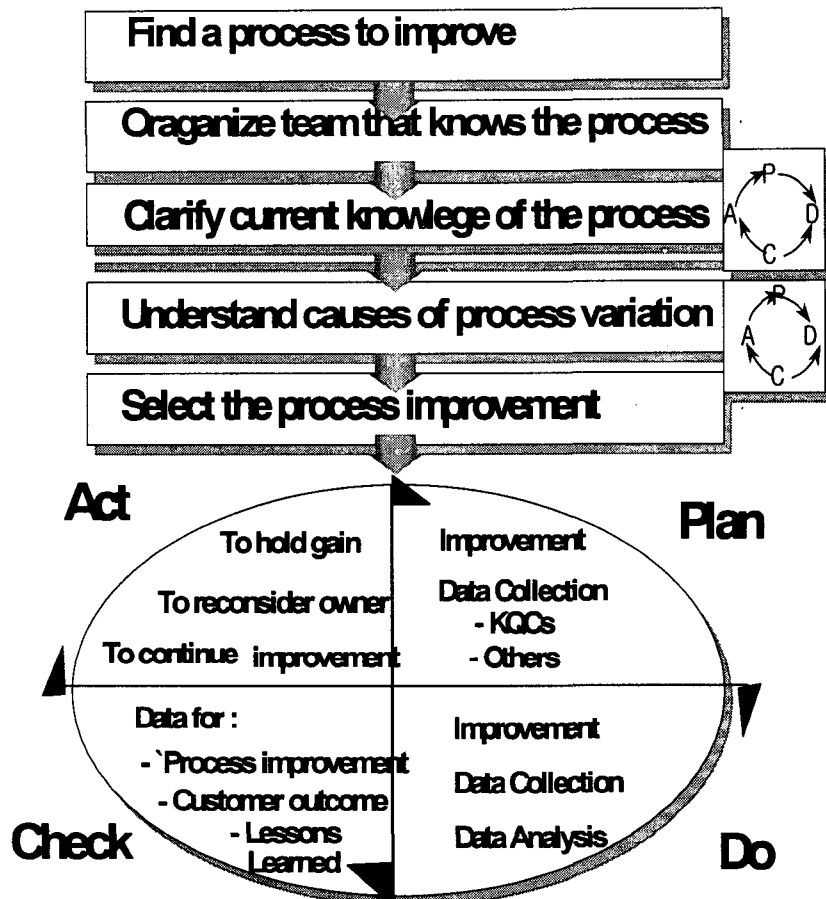 Find a process to improve
Oraganize team that knows the process
Clarify current knowlege of the process
P
A
D
C
Understand causes of process variation
P
A
D
C
Select the process improvement
Act
Plan
To hold gain
To reconsider owner
To continue improvement
Improvement
Data Collection
- KQCs
- Others
Data for :
- `Process improvement
- Customer outcome
- Lessons
Learned
Improvement
Data Collection
Data Analysis
Check
Do